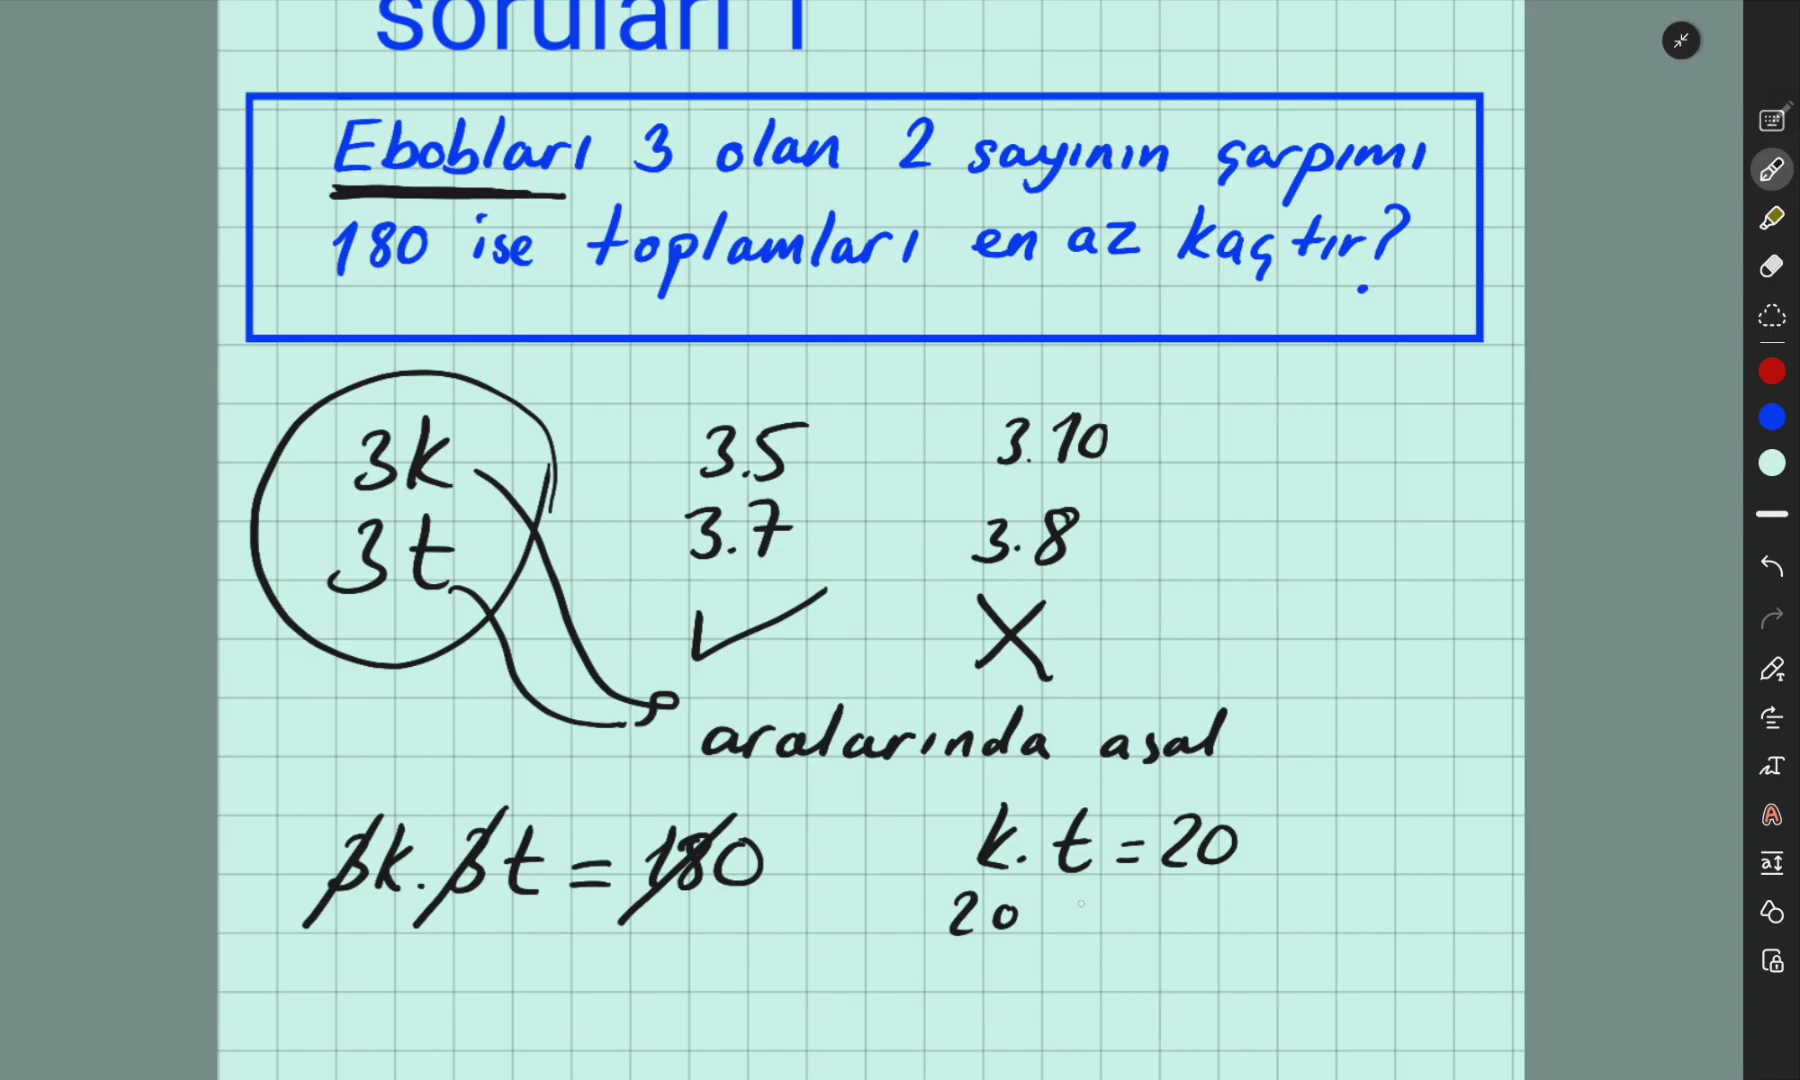 soruları 1
Ebobları 3 olan 2 sayının çarpımı
180 ise toplamları en az kaçtır?
3k 3.5 3.10
3t 3.7 3.8
aralarında asal
3k.3t=180 k.t=20
20